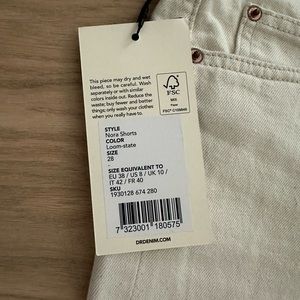 This piece may dry and wet
bleed, so be careful. Wash
separately or with similar
colors inside out. Reduce the
waste; buy fewer and better
things; only wash your clothes
when you really have to.
FSC
MIX
Paper
STYLE
Nora Shorts
COLOR
Loom-state
SIZE
28
-
SIZE EQUIVALENT TO
EU 38 / US 8 / UK 10 /
IT 42 / FR 40
SKU
1930128 674 280
7 323001 180575
DRDENIM.COM